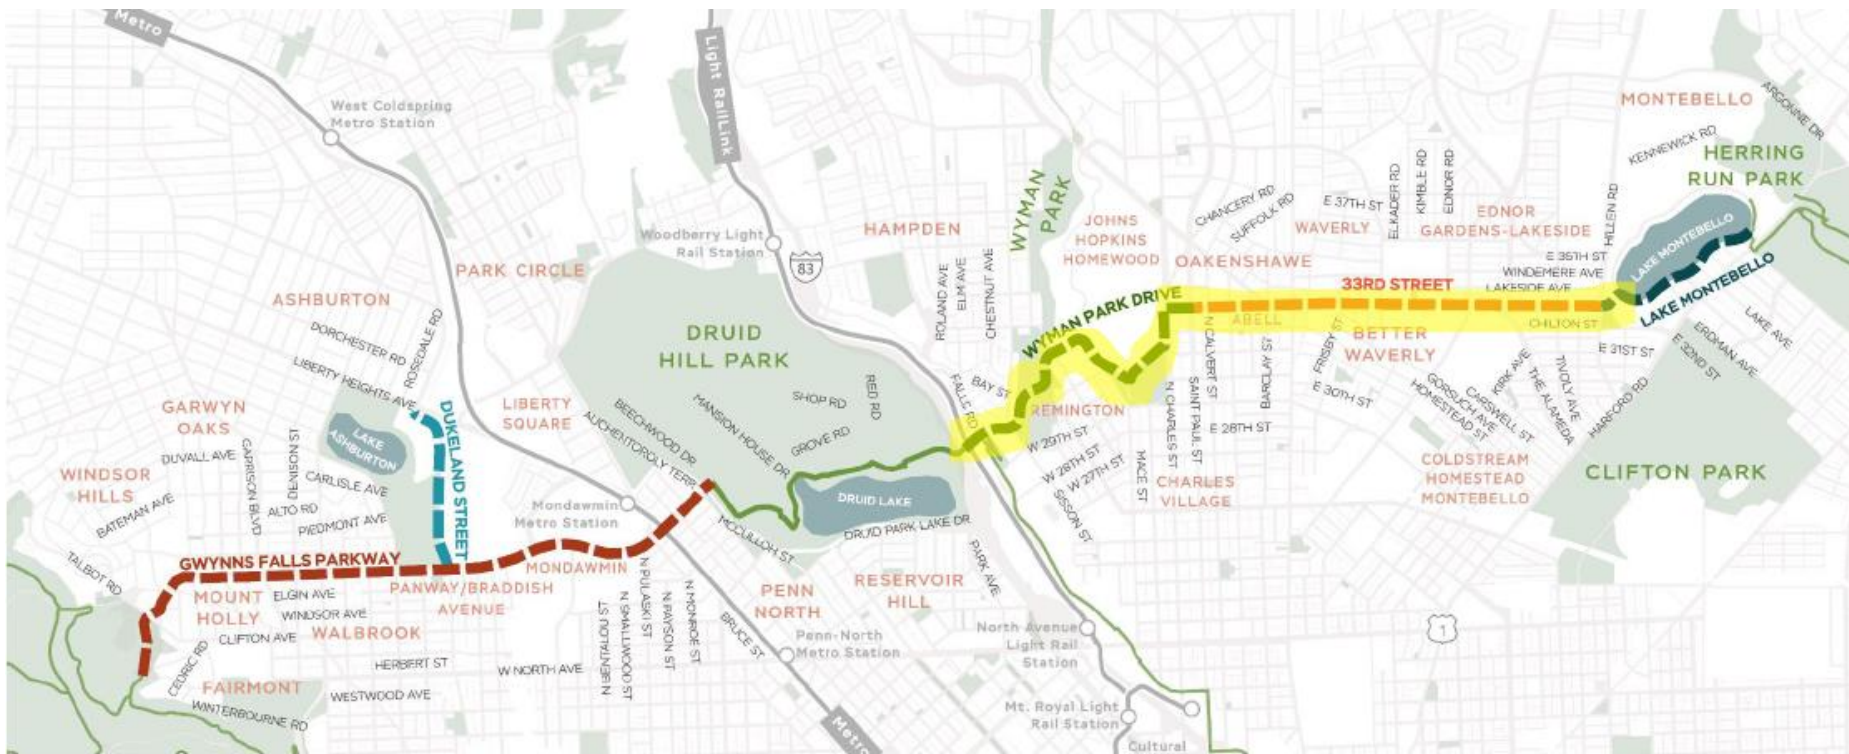 Metro
Light RailLink
West Coldspring
Metro Station
ARGONNE DR
MONTEBELLO
KENNEWICK RD
HERRING
RUN PARK
WYMAN
PARK
ELKADER RD
KIMBLE RD
EDNOR RD
HILLEN RD
CHANCERY RD
SUFFOLK RD
E 37TH ST
EDNOR
GARDENS-LAKESIDE
WAVERLY
JOHNS
HOPKINS
HOMEWOOD
HAMPDEN
Woodberry Light
Rail Station
83
OAKENSHAWE
E 35TH ST
WINDEMERE AVE
LAKESIDE AVE
LAKE MONTEBELLO
LAKE MONTEBELLO
PARK CIRCLE
ASHBURTON
ROLAND AVE
ELM AVE
CHESTNUT AVE
WYMAN PARK DRIVE
33RD STREET
ABELL
CHILTON ST
BETTER
WAVERLY
DRUID
HILL PARK
DORCHESTER RD
ROSEDALE RD
LIBERTY HEIGHTS AVE
LAKE AVE
ERDMAN AVE
E 32ND ST
E 31ST ST
N CALVERT ST
BARCLAY ST
FRISBY ST
E 30TH ST
KIRK AVE
TIVOLY AVE
THE ALAMEDA
HARFORD RD
GORSUCH AVE
HOMESTEAD ST
CARSWELL ST
FALLS RD
BAY ST
REMINGTON
N CHARLES ST
SAINT PAUL ST
E 28TH ST
SHOP RD
RED RD
GROVE RD
MANSION HOUSE DR
BEECHWOOD DR
AUCHENTOROLY TERR
LIBERTY
SQUARE
DUKELAND STREET
GARWYN
OAKS
LAKE
ASHBURTON
DUVALL AVE
GARRISON BLVD
DENISON ST
CARLISLE AVE
ALTO RD
PIEDMONT AVE
WINDSOR
HILLS
BATEMAN AVE
W 29TH ST
W 28TH ST
W 27TH ST
SISSON ST
MACE ST
CHARLES
VILLAGE
COLDSTREAM
HOMESTEAD
MONTEBELLO
CLIFTON PARK
DRUID LAKE
DRUID PARK LAKE DR
Mondawmin
Metro Station
MCCULLOH ST
TALBOT RD
GWYNNS FALLS PARKWAY
PANWAY/BRADDISH
AVENUE
MONDAWMIN
MOUNT
HOLLY
ELGIN AVE
WINDSOR AVE
CLIFTON AVE
WALBROOK
HERBERT ST
CEDRIC RD
FAIRMONT
WESTWOOD AVE
WINTERBOURNE RD
W NORTH AVE
N BENTALOU ST
N SMALLWOOD ST
N PULASKI ST
N PAYSON ST
N MONROE ST
BRUCE ST
PENN
NORTH
RESERVOIR
HILL
PARK AVE
Penn-North
Metro Station
North Avenue
Light Rail
Station
1
Mt. Royal Light
Rail Station
Metro
Cultural